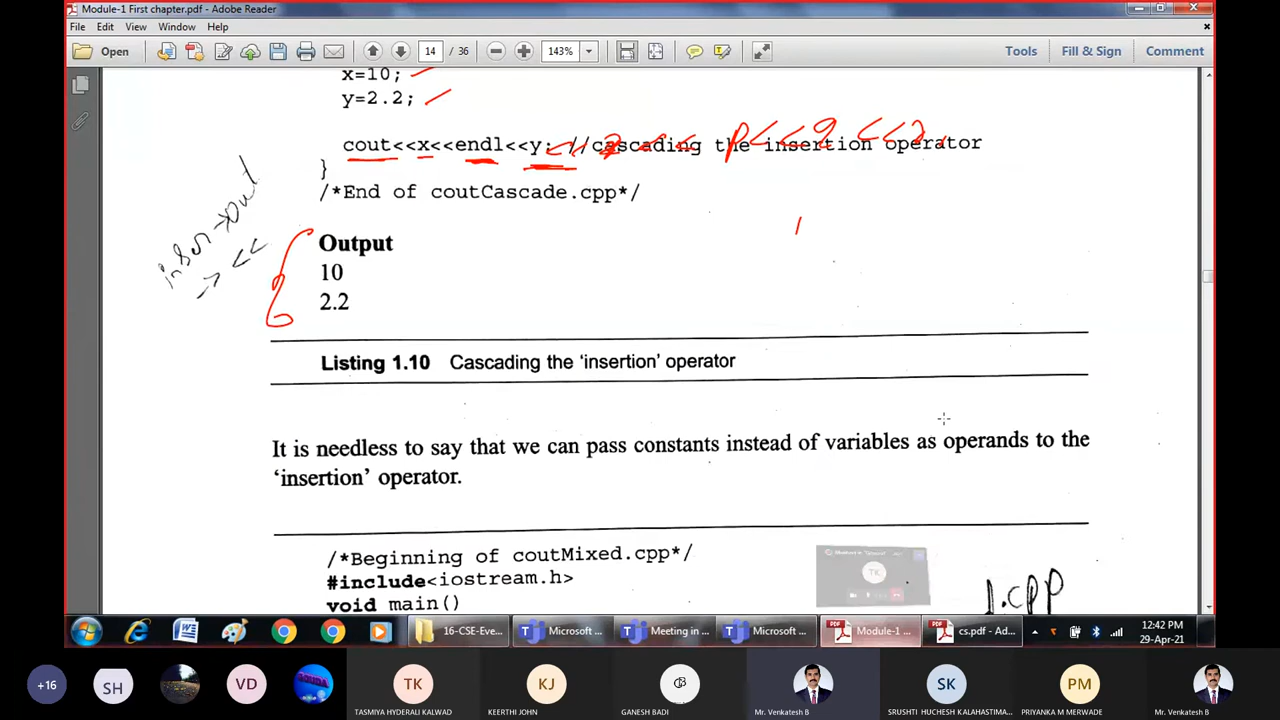 Module-1 First chapter.pdf - Adobe Reader
File Edit View Window Help
Open 14 / 36 143% Tools Fill & Sign Comment
x=10;
y=2.2;
cout<<x<<endl<<y; //cascading the insertion operator
<< << p<<q<<
}
/*End of coutCascade.cpp*/
<<
Output
10
2.2
Listing 1.10 Cascading the ‘insertion’ operator
It is needless to say that we can pass constants instead of variables as operands to the
‘insertion’ operator.
/*Beginning of coutMixed.cpp*/
#include<iostream.h>
TK
void main()
1.cpp
16-CSE-Eve... Microsoft ... Meeting in ... Microsoft ... Module-1 ... cs.pdf - Ad...
12:42 PM
29-Apr-21
+16 SH VD TK KJ GB SK PM
TASMIYA HYDERALI KALWAD KEERTHI JOHN GANESH BADI Mr. Venkatesh B SRUSHTI HUCHESH KALAHASTIMA... PRIYANKA M MERWADE Mr. Venkatesh B